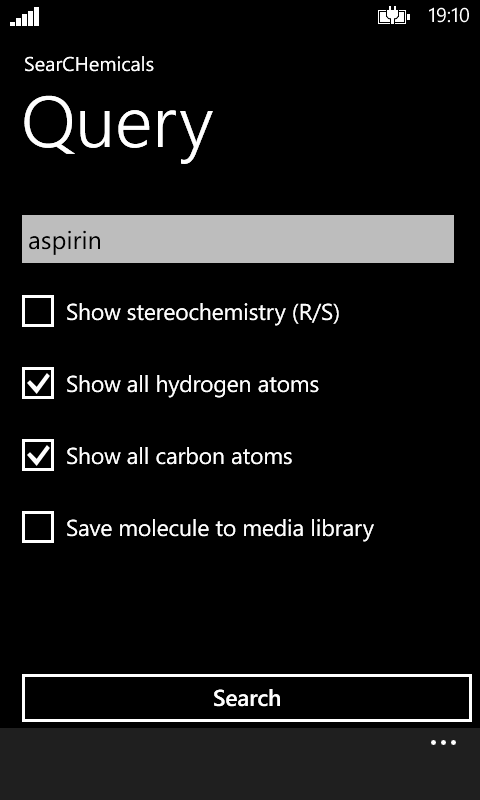 19:10
SearCHemicals
Query
aspirin
Show stereochemistry (R/S)
Show all hydrogen atoms
Show all carbon atoms
Save molecule to media library
Search